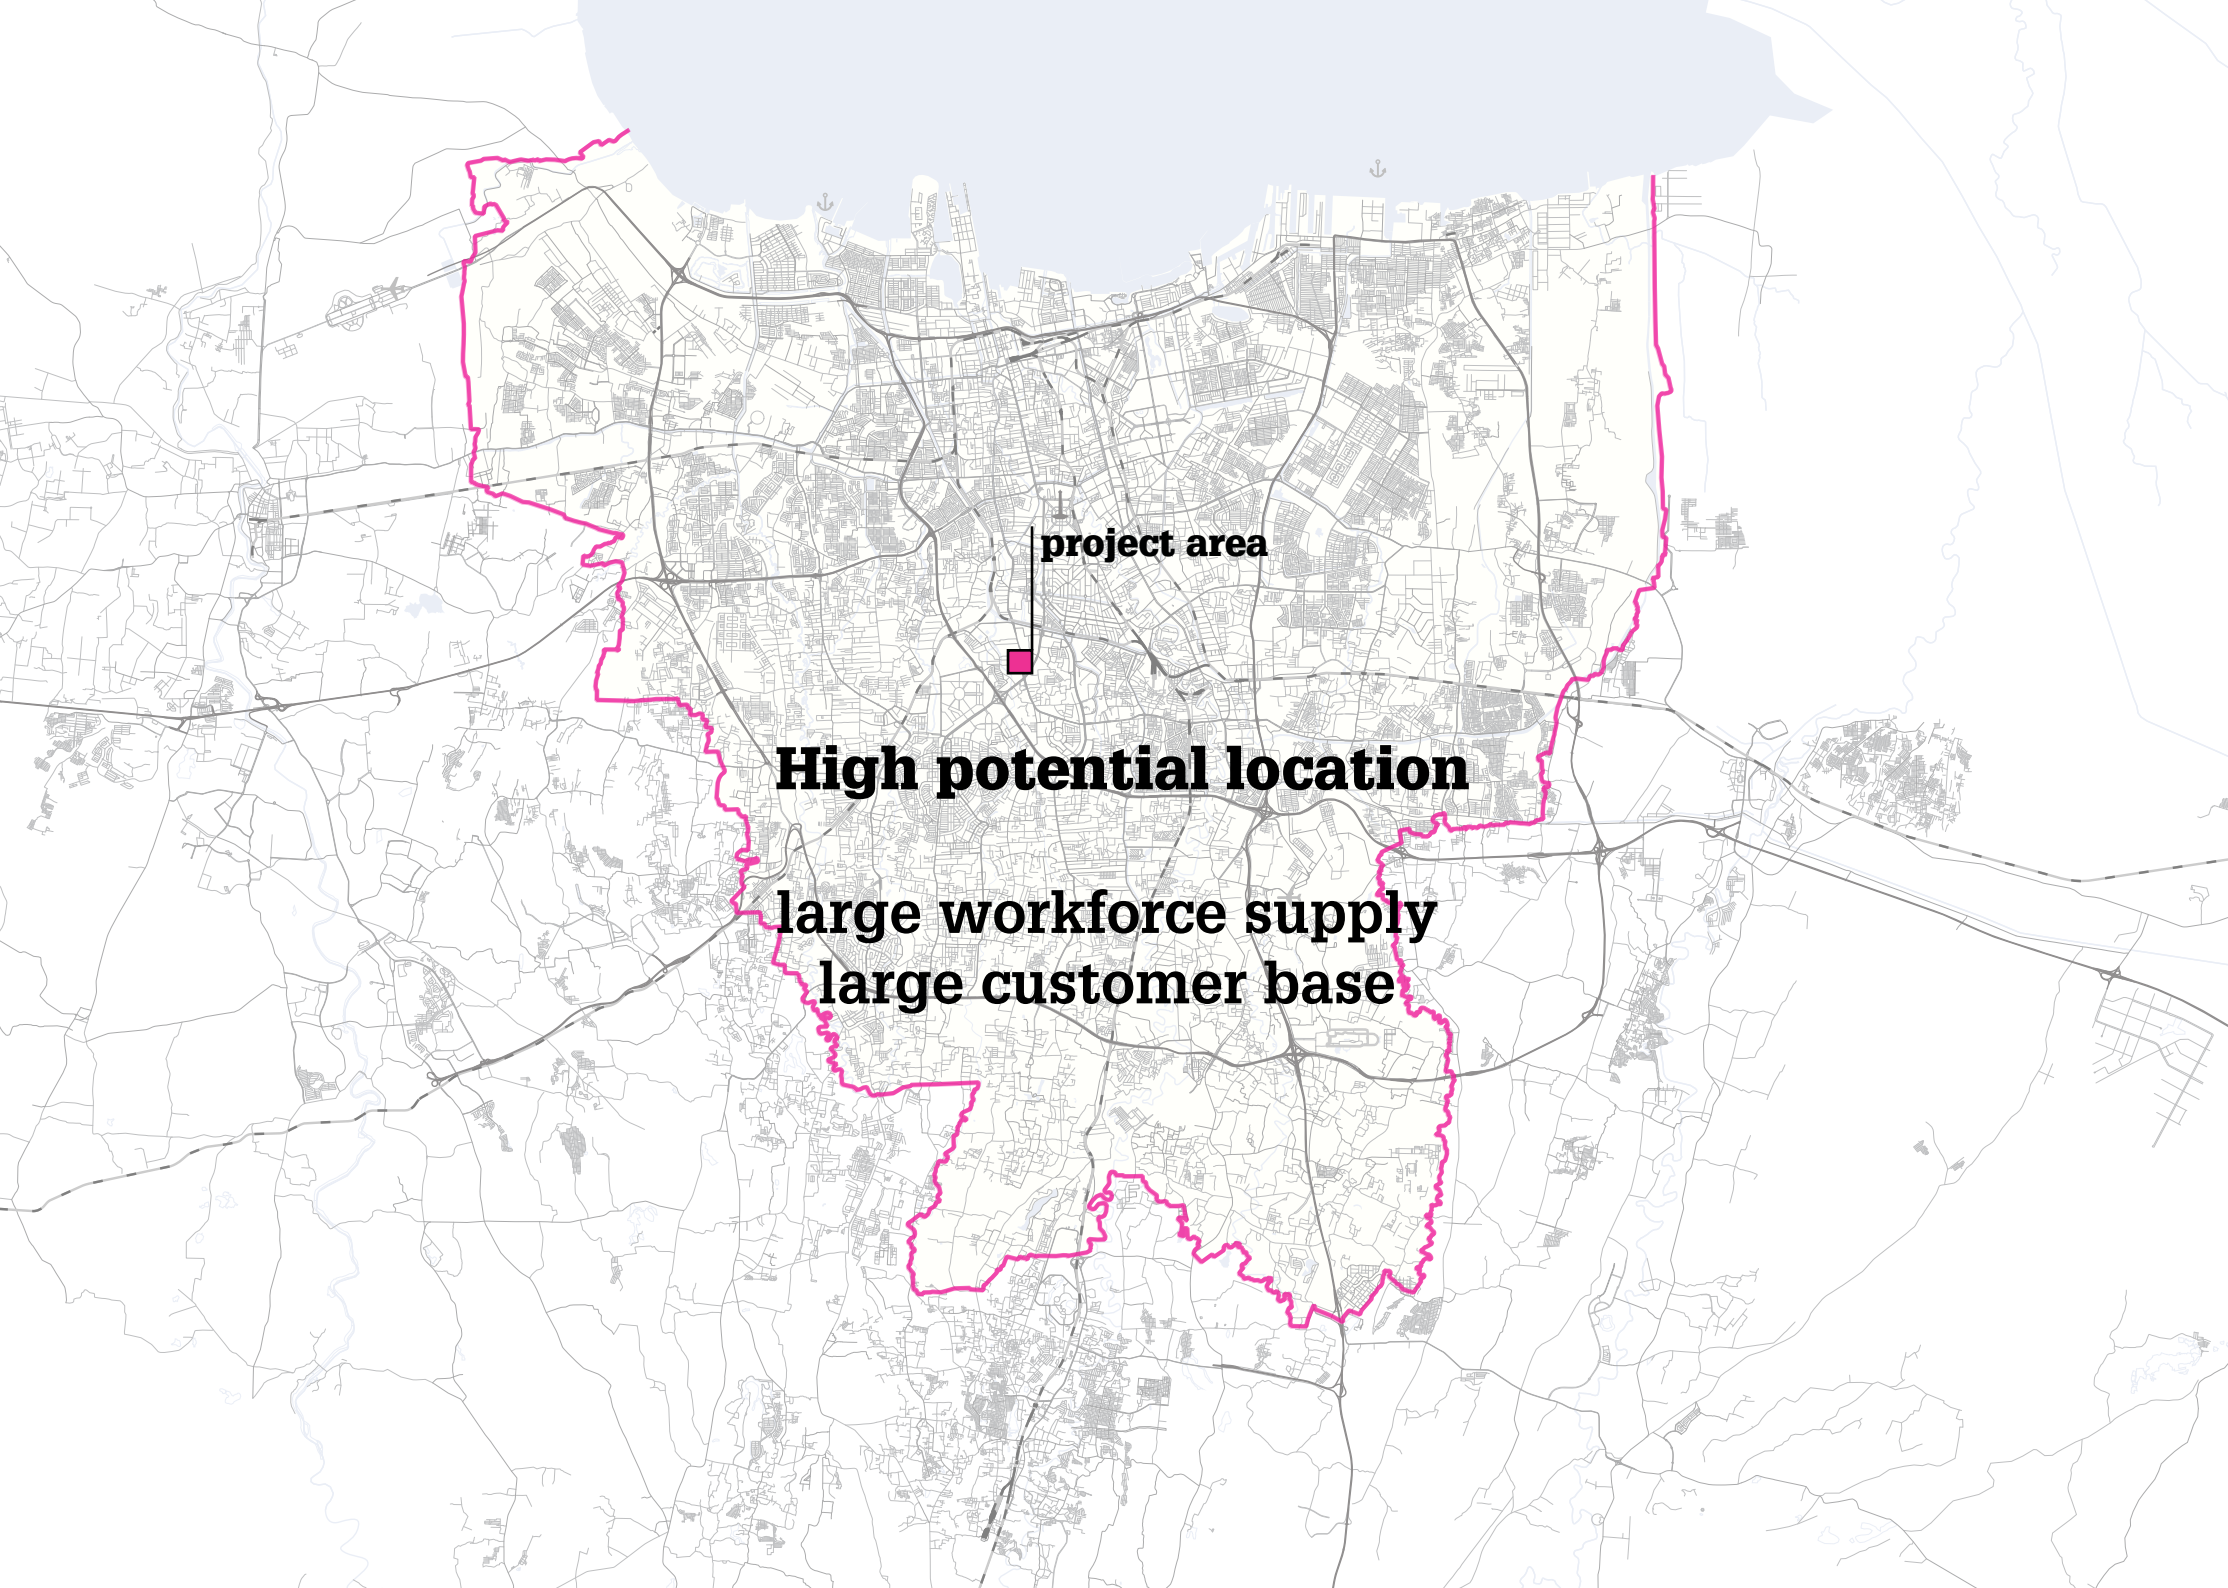 project area
High potential location
large workforce supply
large customer base